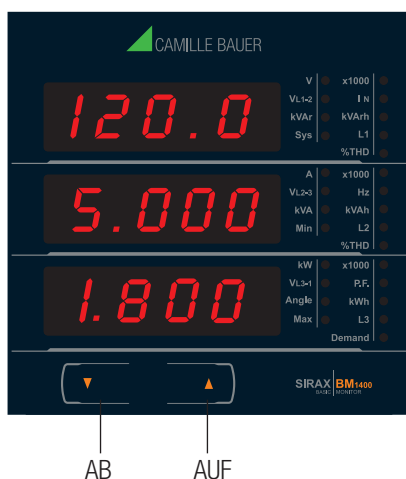 CAMILLE BAUER
120.0
V x1000
VL1-2 I N
kVAr kVArh
Sys L1
%THD
5.000
A x1000
VL2-3 Hz
kVA kVAh
Min L2
%THD
1.800
kW x1000
VL3-1 P.F.
Angle kWh
Max L3
Demand
▼ ▲
SIRAX BM1400
BASIC MONITOR
AB AUF